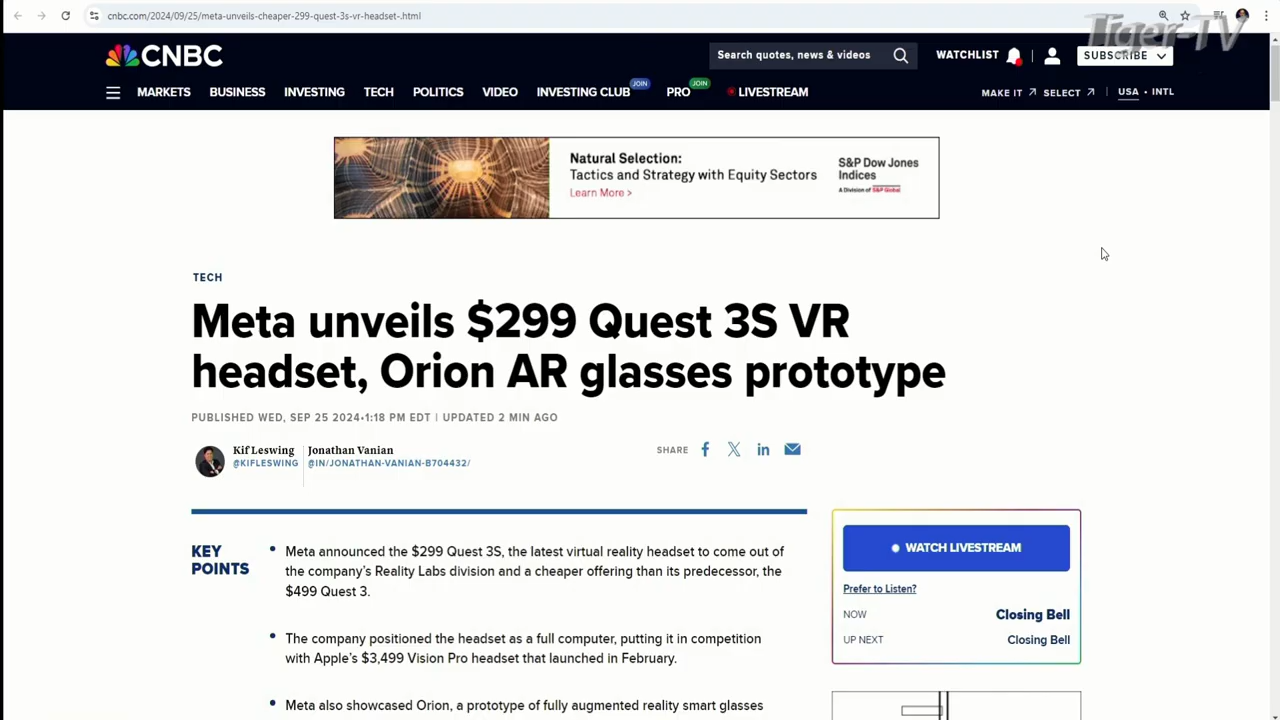 cnbc.com/2024/09/25/meta-unveils-cheaper-299-quest-3s-vr-headset-.html
Tiger-TV
CNBC
Search quotes, news & videos
WATCHLIST
SUBSCRIBE
MARKETS BUSINESS INVESTING TECH POLITICS VIDEO INVESTING CLUB JOIN PRO JOIN LIVESTREAM
MAKE IT SELECT USA • INTL
Natural Selection:
Tactics and Strategy with Equity Sectors
Learn More >
S&P Dow Jones
Indices
A Division of S&P Global
TECH
Meta unveils $299 Quest 3S VR
headset, Orion AR glasses prototype
PUBLISHED WED, SEP 25 2024•1:18 PM EDT | UPDATED 2 MIN AGO
Kif Leswing Jonathan Vanian
@KIFLESWING @IN/JONATHAN-VANIAN-B704432/
SHARE
KEY
POINTS
• Meta announced the $299 Quest 3S, the latest virtual reality headset to come out of
the company's Reality Labs division and a cheaper offering than its predecessor, the
$499 Quest 3.
• The company positioned the headset as a full computer, putting it in competition
with Apple's $3,499 Vision Pro headset that launched in February.
• Meta also showcased Orion, a prototype of fully augmented reality smart glasses
WATCH LIVESTREAM
Prefer to Listen?
NOW Closing Bell
UP NEXT Closing Bell